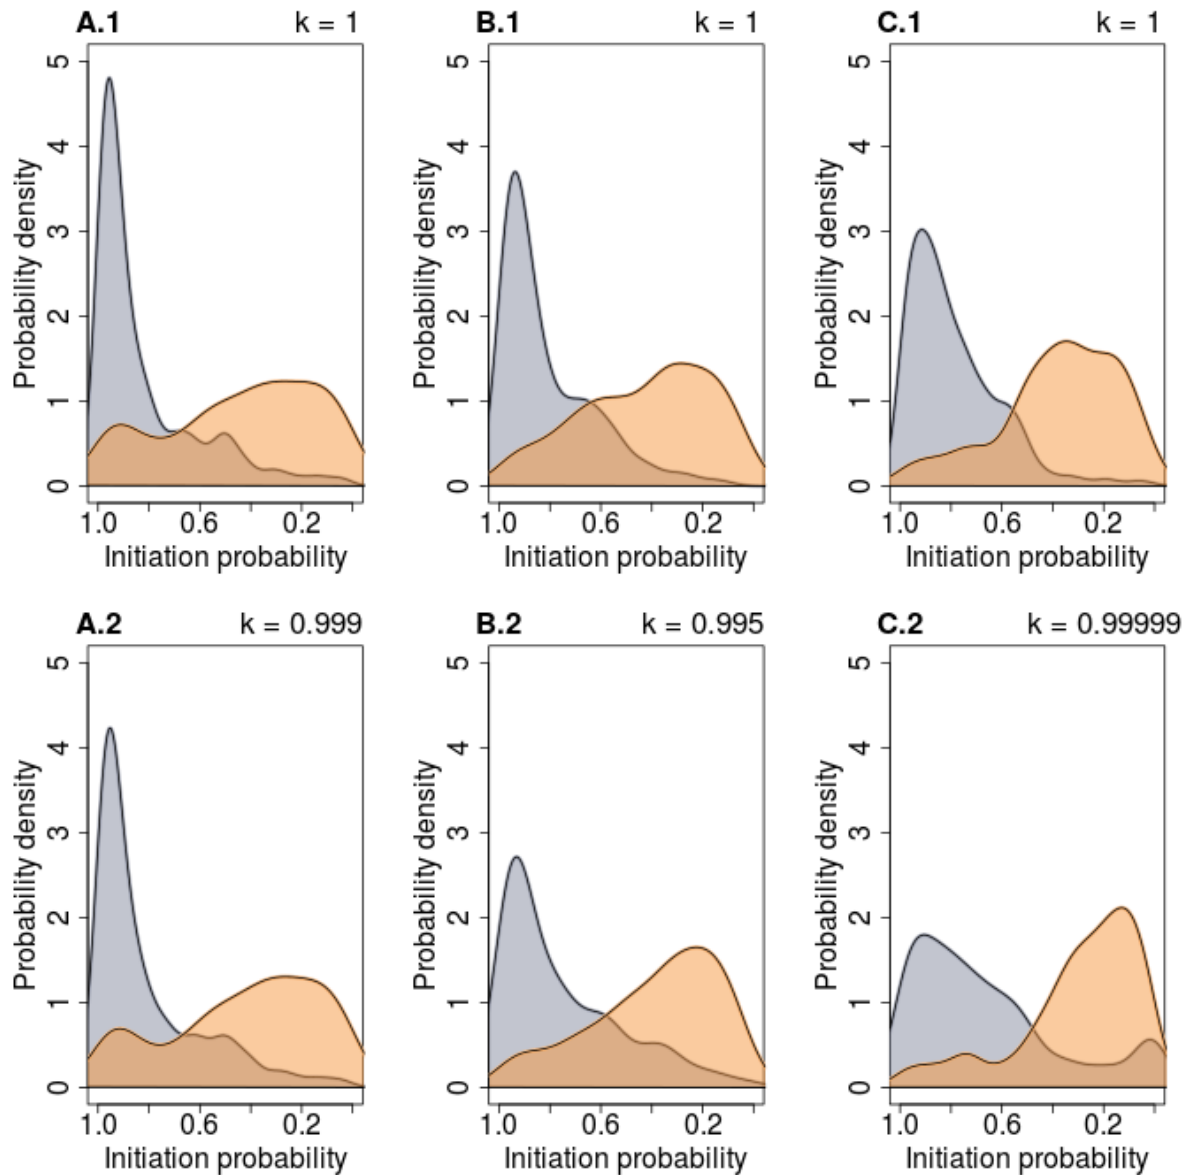 A.1 k = 1
5
4
3
2
1
0
Probability density
1.0 0.6 0.2
Initiation probability
B.1 k = 1
5
4
3
2
1
0
Probability density
1.0 0.6 0.2
Initiation probability
C.1 k = 1
5
4
3
2
1
0
Probability density
1.0 0.6 0.2
Initiation probability
A.2 k = 0.999
5
4
3
2
1
0
Probability density
1.0 0.6 0.2
Initiation probability
B.2 k = 0.995
5
4
3
2
1
0
Probability density
1.0 0.6 0.2
Initiation probability
C.2 k = 0.99999
5
4
3
2
1
0
Probability density
1.0 0.6 0.2
Initiation probability